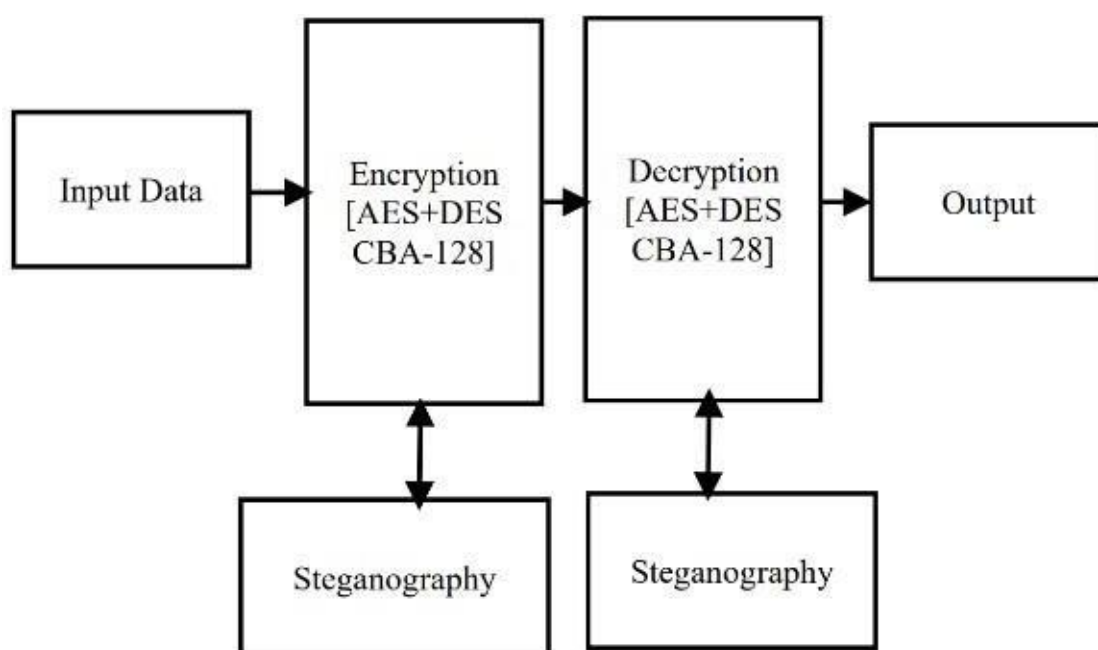 Input Data
Encryption
[AES+DES
CBA-128]
Decryption
[AES+DES
CBA-128]
Output
Steganography
Steganography